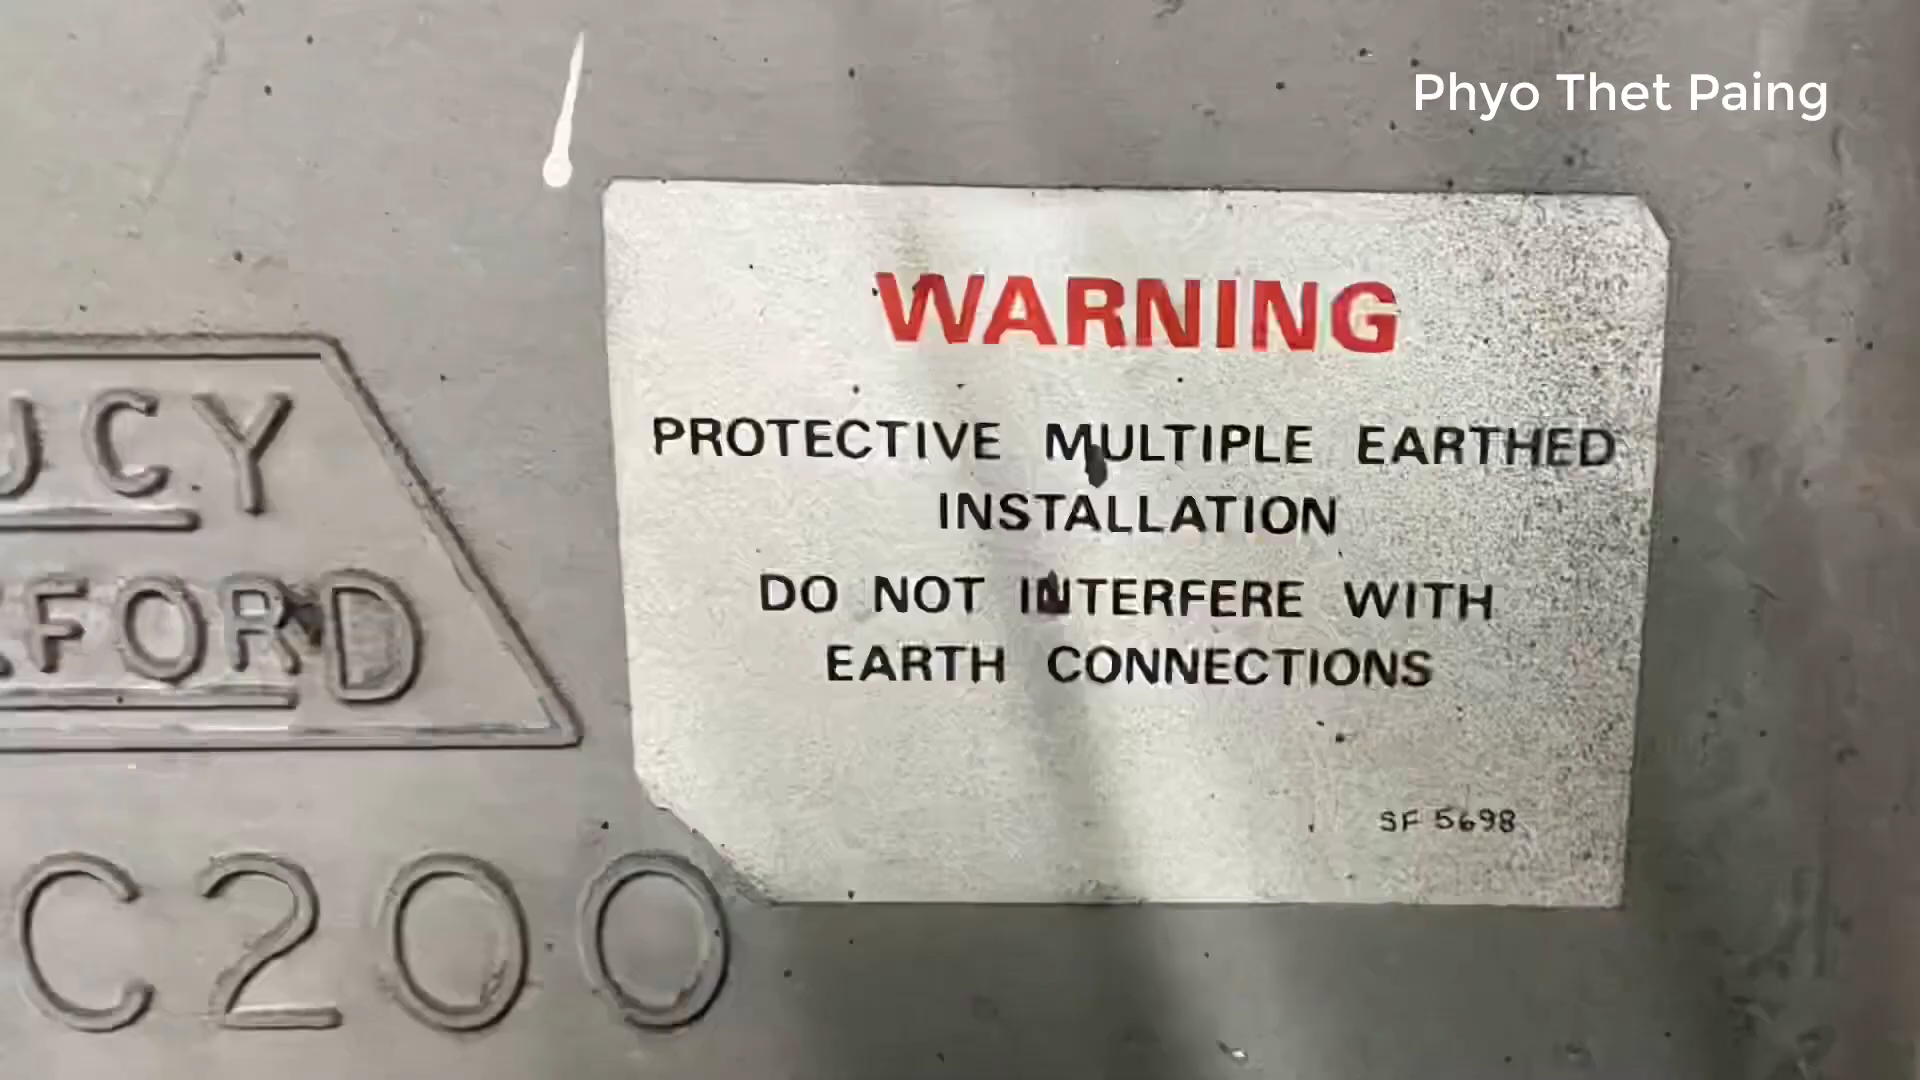 Phyo Thet Paing
WARNING
PROTECTIVE MULTIPLE EARTHED
INSTALLATION
DO NOT INTERFERE WITH
EARTH CONNECTIONS
SF 5698
UCY
FORD
C200